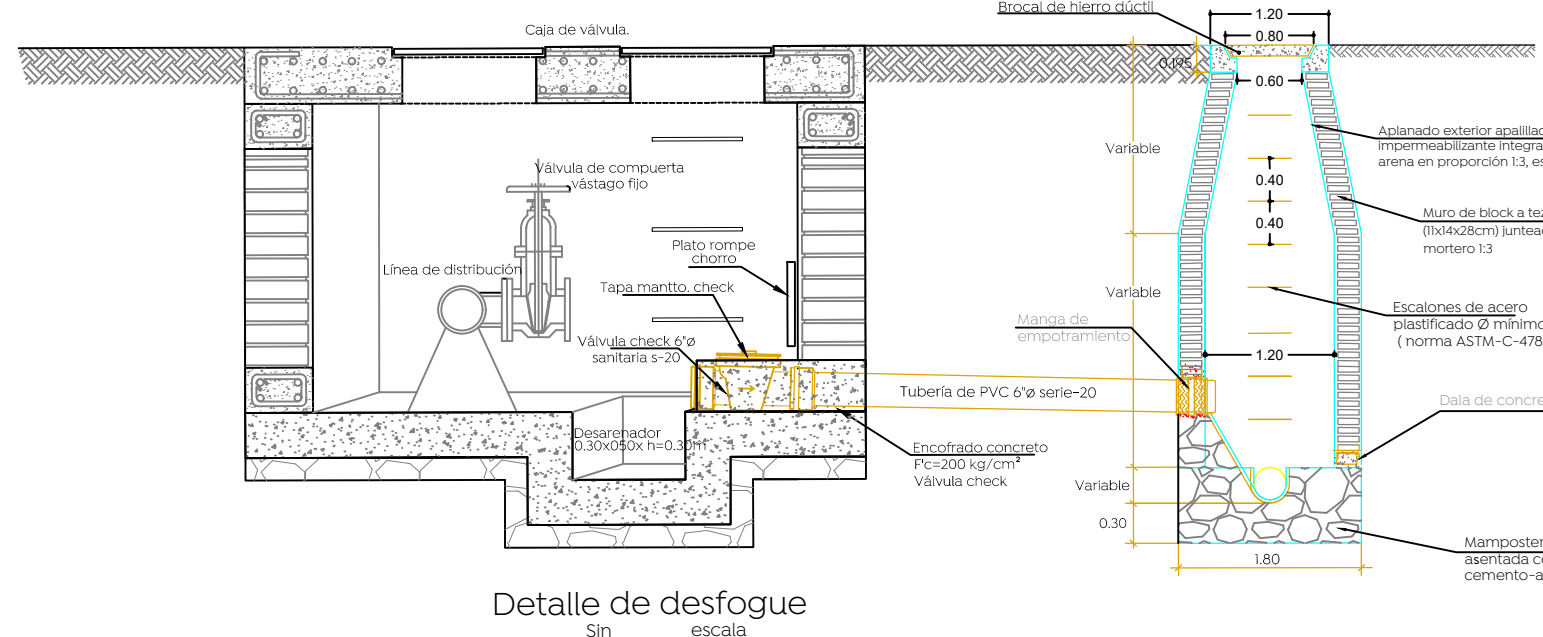 Brocal de hierro dúctil
1.20
0.80
0.60
0.195
Caja de válvula.
Válvula de compuerta
vástago fijo
Línea de distribución
Plato rompe
chorro
Tapa mantto. check
Válvula check 6"ø
sanitaria s-20
Desarenador
0.30x050x h=0.30m
Tubería de PVC 6"ø serie-20
Encofrado concreto
F'c=200 kg/cm²
Válvula check
Manga de
empotramiento
Variable
Variable
Variable
0.30
0.40
0.40
1.20
1.80
Aplanado exterior apalillad
impermeabilizante integra
arena en proporción 1:3, es
Muro de block a tez
(11x14x28cm) juntea
mortero 1:3
Escalones de acero
plastificado Ø mínimo
( norma ASTM-C-478
Dala de concre
Mamposter
asentada c
cemento-a
Detalle de desfogue
Sin escala